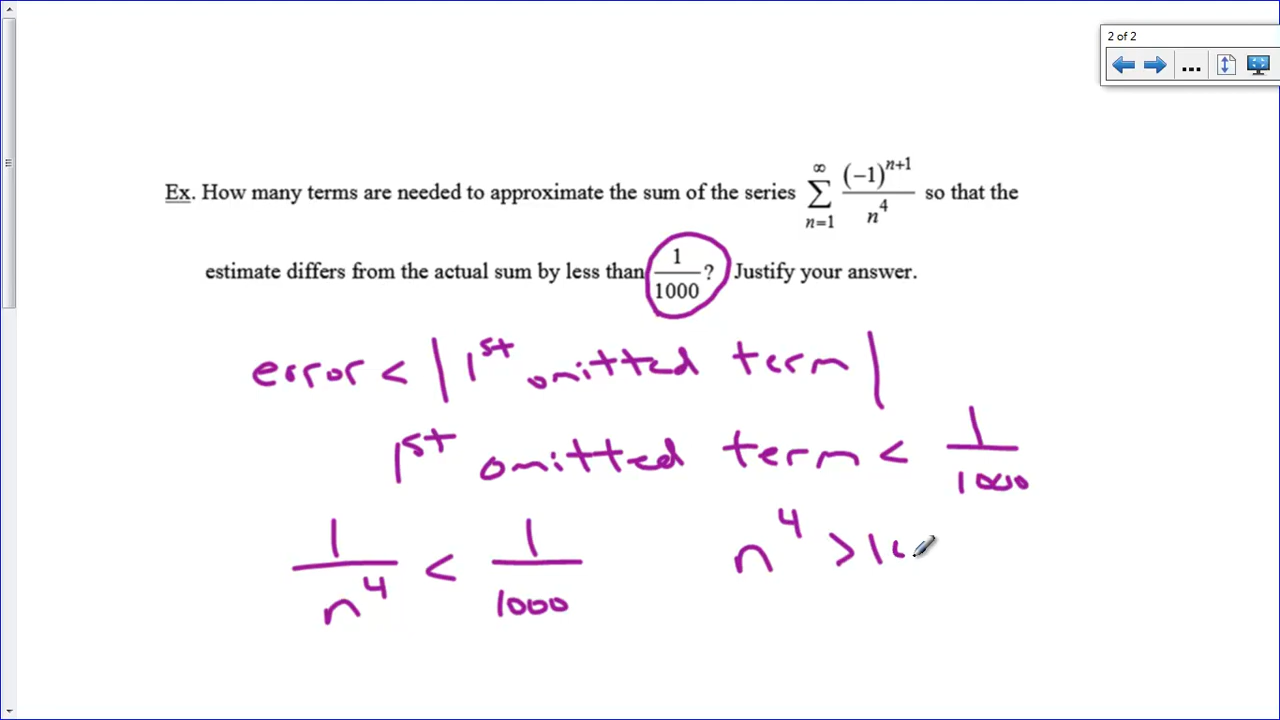 2 of 2
...
Ex. How many terms are needed to approximate the sum of the series ∑_{n=1}^{∞} (−1)^{n+1}/n^4 so that the
estimate differs from the actual sum by less than 1/1000? Justify your answer.
error < |1st omitted term|
1st omitted term < 1/1000
1/n^4 < 1/1000 n^4 >